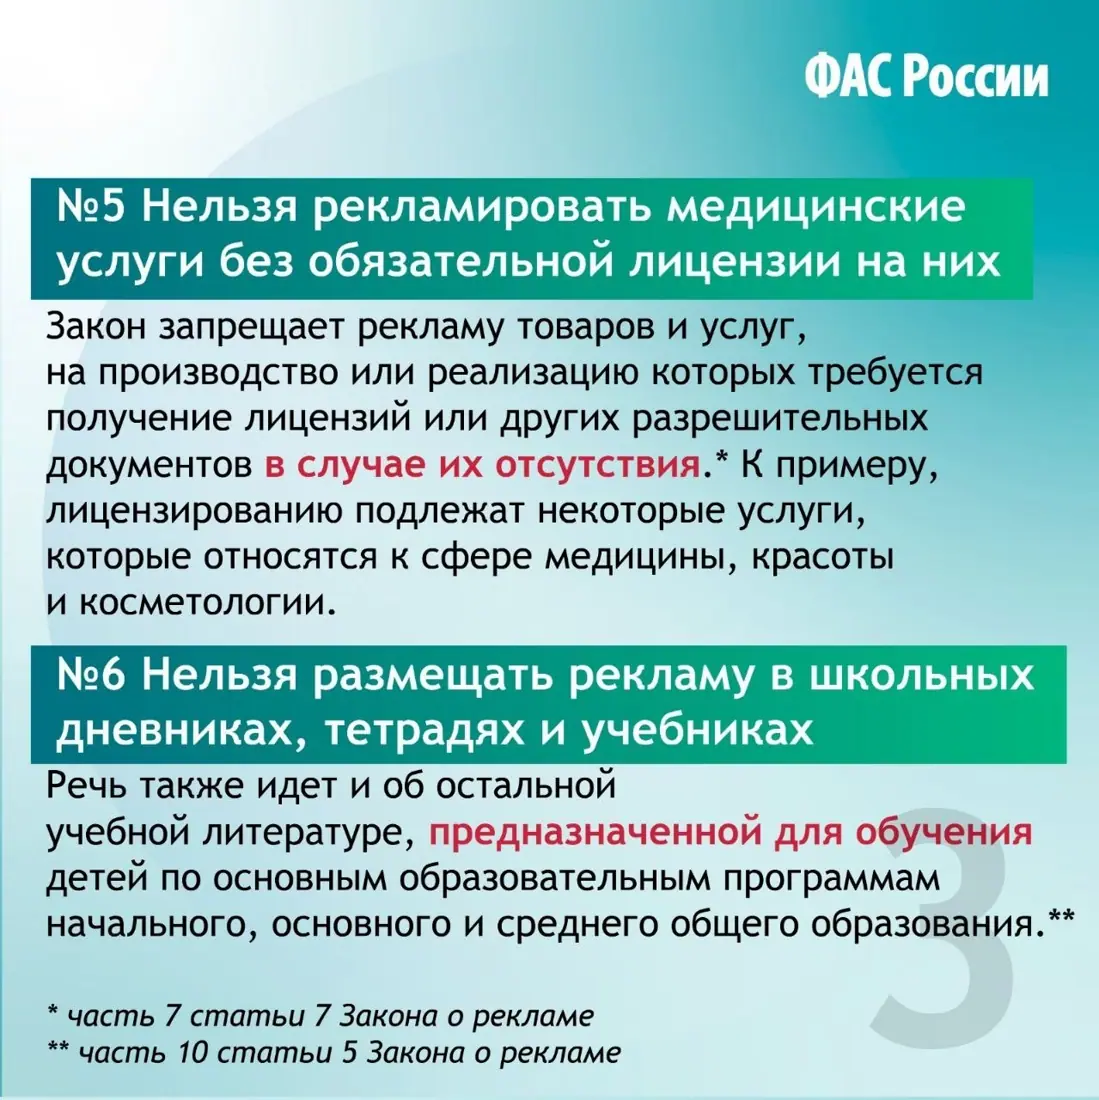 ФАС России
№5 Нельзя рекламировать медицинские
услуги без обязательной лицензии на них
Закон запрещает рекламу товаров и услуг,
на производство или реализацию которых требуется
получение лицензий или других разрешительных
документов в случае их отсутствия.* К примеру,
лицензированию подлежат некоторые услуги,
которые относятся к сфере медицины, красоты
и косметологии.
№6 Нельзя размещать рекламу в школьных
дневниках, тетрадях и учебниках
Речь также идет и об остальной
учебной литературе, предназначенной для обучения
детей по основным образовательным программам
начального, основного и среднего общего образования.**
3
* часть 7 статьи 7 Закона о рекламе
** часть 10 статьи 5 Закона о рекламе